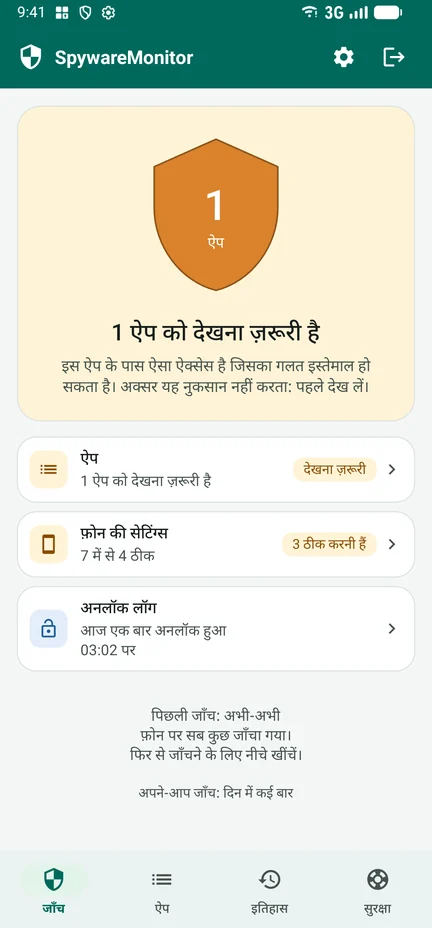 9:41
3G
SpywareMonitor
1
ऐप
1 ऐप को देखना ज़रूरी है
इस ऐप के पास ऐसा ऐक्सेस है जिसका गलत इस्तेमाल हो
सकता है। अक्सर यह नुकसान नहीं करता: पहले देख लें।
ऐप
1 ऐप को देखना ज़रूरी है
देखना ज़रूरी
फ़ोन की सेटिंग्स
7 में से 4 ठीक
3 ठीक करनी हैं
अनलॉक लॉग
आज एक बार अनलॉक हुआ
03:02 पर
पिछली जाँच: अभी-अभी
फ़ोन पर सब कुछ जाँचा गया।
फिर से जाँचने के लिए नीचे खींचें।
अपने-आप जाँच: दिन में कई बार
जाँच
ऐप
इतिहास
सुरक्षा